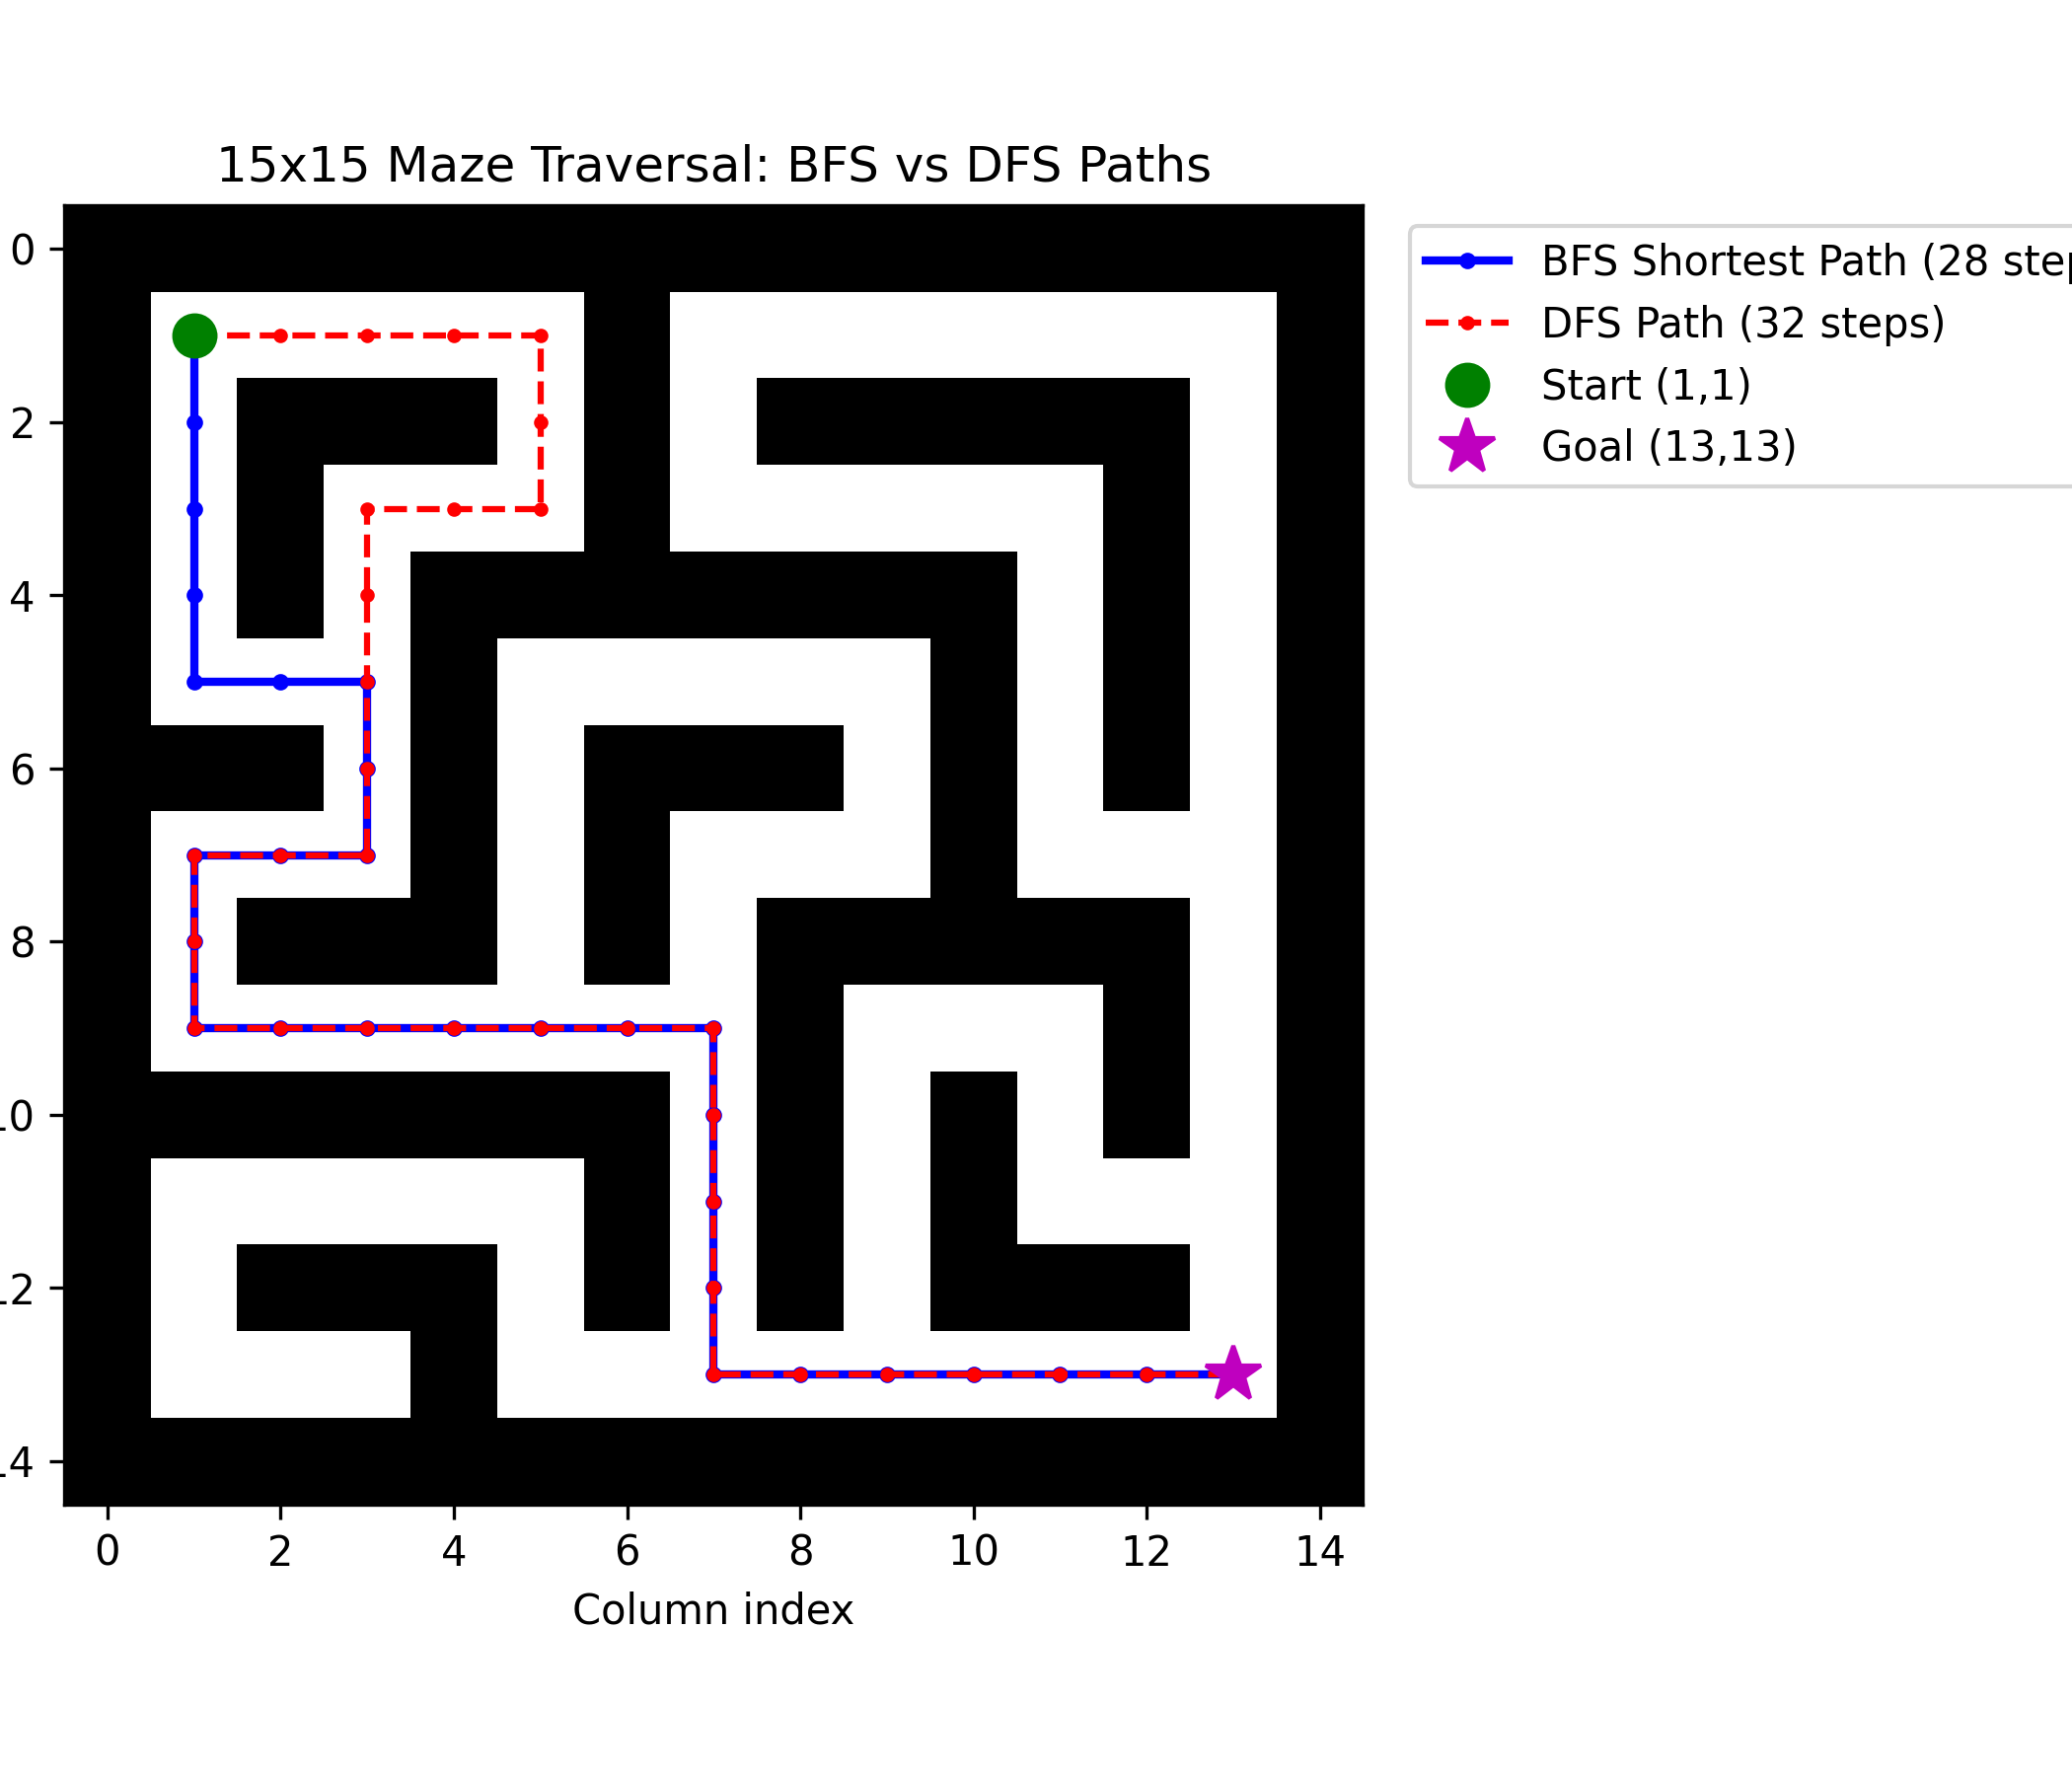 15x15 Maze Traversal: BFS vs DFS Paths
BFS Shortest Path (28
DFS Path (32 steps)
Start (1,1)
Goal (13,13)
0
2
4
6
8
0
2
4
0 2 4 6 8 10 12 14
Column index